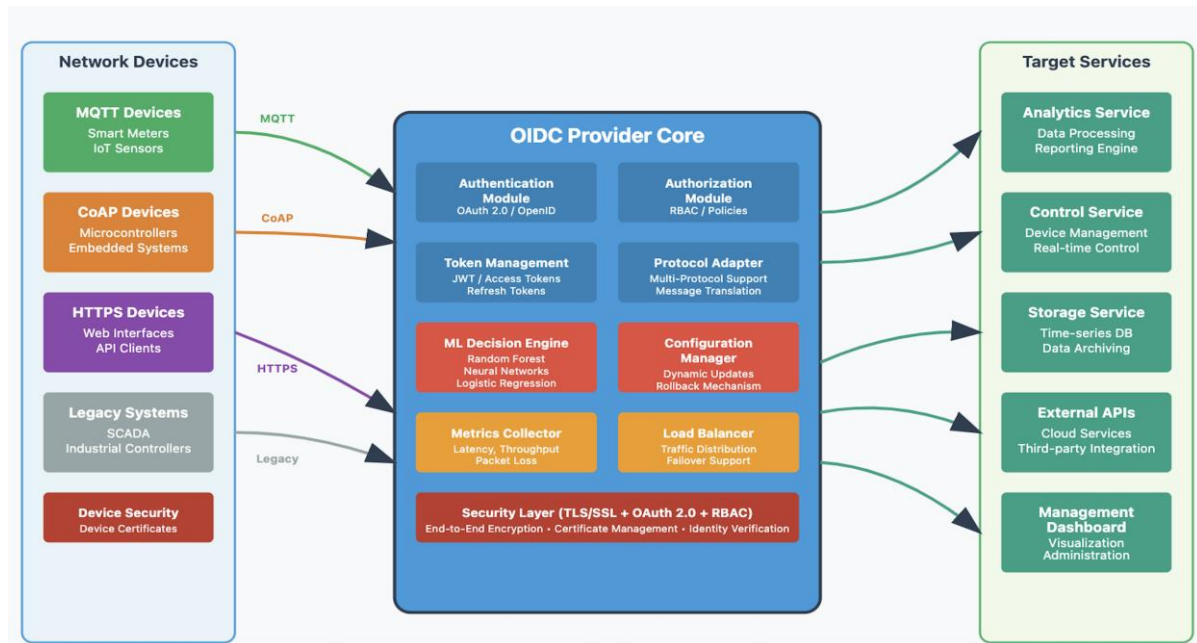 Network Devices
MQTT Devices
Smart Meters
IoT Sensors
CoAP Devices
Microcontrollers
Embedded Systems
HTTPS Devices
Web Interfaces
API Clients
Legacy Systems
SCADA
Industrial Controllers
Device Security
Device Certificates
MQTT
CoAP
HTTPS
Legacy
OIDC Provider Core
Authentication
Module
OAuth 2.0 / OpenID
Authorization
Module
RBAC / Policies
Token Management
JWT / Access Tokens
Refresh Tokens
Protocol Adapter
Multi-Protocol Support
Message Translation
ML Decision Engine
Random Forest
Neural Networks
Logistic Regression
Configuration
Manager
Dynamic Updates
Rollback Mechanism
Metrics Collector
Latency, Throughput
Packet Loss
Load Balancer
Traffic Distribution
Failover Support
Security Layer (TLS/SSL + OAuth 2.0 + RBAC)
End-to-End Encryption • Certificate Management • Identity Verification
Target Services
Analytics Service
Data Processing
Reporting Engine
Control Service
Device Management
Real-time Control
Storage Service
Time-series DB
Data Archiving
External APIs
Cloud Services
Third-party Integration
Management
Dashboard
Visualization
Administration